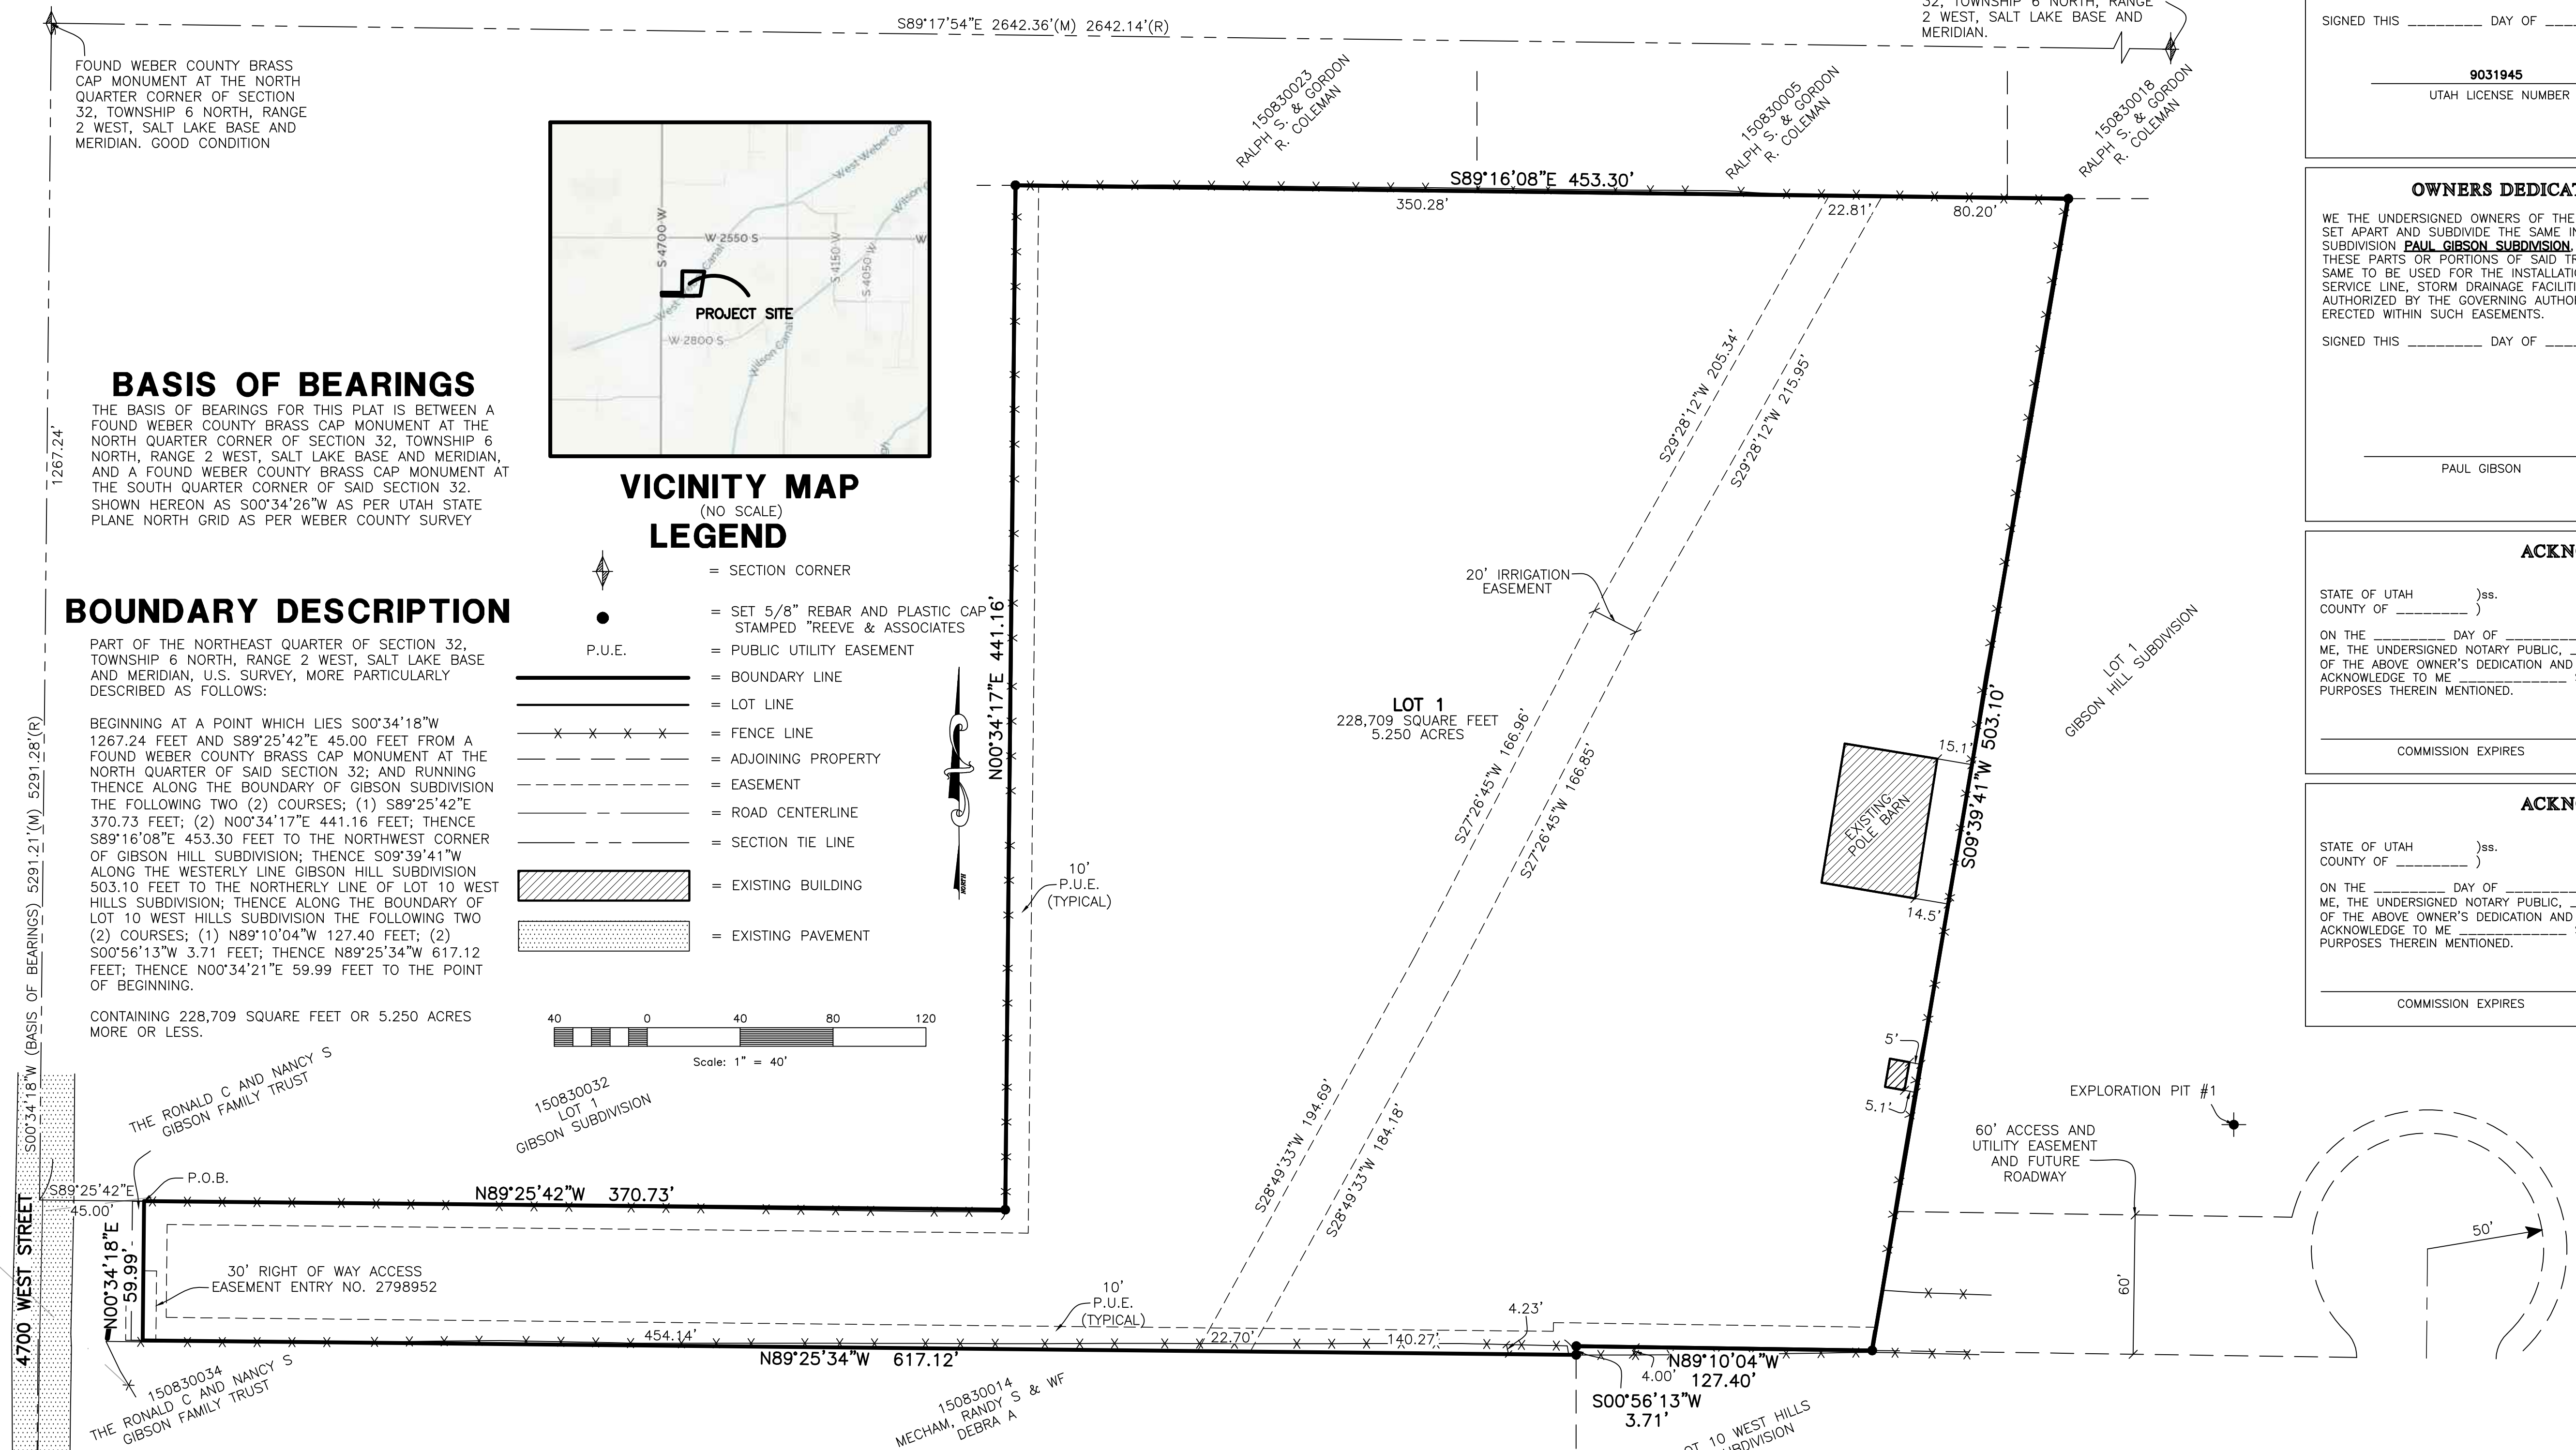 S89°17'54"E 2642.36'(M) 2642.14'(R)
FOUND WEBER COUNTY BRASS
CAP MONUMENT AT THE NORTH
QUARTER CORNER OF SECTION
32, TOWNSHIP 6 NORTH, RANGE
2 WEST, SALT LAKE BASE AND
MERIDIAN. GOOD CONDITION
32, TOWNSHIP 6 NORTH, RANGE
2 WEST, SALT LAKE BASE AND
MERIDIAN.
150830023
RALPH S. & GORDON
R. COLEMAN
150830005
RALPH S. & GORDON
R. COLEMAN
150830018
RALPH S. & GORDON
R. COLEMAN
West Weber
Wilson
S 4700 W
W 2550 S
W
S 4150 W
S 4050 W
Canal
West
PROJECT SITE
W 2800 S
Wilson Canal
VICINITY MAP
(NO SCALE)
BASIS OF BEARINGS
THE BASIS OF BEARINGS FOR THIS PLAT IS BETWEEN A
FOUND WEBER COUNTY BRASS CAP MONUMENT AT THE
NORTH QUARTER CORNER OF SECTION 32, TOWNSHIP 6
NORTH, RANGE 2 WEST, SALT LAKE BASE AND MERIDIAN,
AND A FOUND WEBER COUNTY BRASS CAP MONUMENT AT
THE SOUTH QUARTER CORNER OF SAID SECTION 32.
SHOWN HEREON AS S00°34'26"W AS PER UTAH STATE
PLANE NORTH GRID AS PER WEBER COUNTY SURVEY
1267.24'
S00°34'18"W (BASIS OF BEARINGS) 5291.21'(M) 5291.28'(R)
BOUNDARY DESCRIPTION
PART OF THE NORTHEAST QUARTER OF SECTION 32,
TOWNSHIP 6 NORTH, RANGE 2 WEST, SALT LAKE BASE
AND MERIDIAN, U.S. SURVEY, MORE PARTICULARLY
DESCRIBED AS FOLLOWS:
BEGINNING AT A POINT WHICH LIES S00°34'18"W
1267.24 FEET AND S89°25'42"E 45.00 FEET FROM A
FOUND WEBER COUNTY BRASS CAP MONUMENT AT THE
NORTH QUARTER OF SAID SECTION 32; AND RUNNING
THENCE ALONG THE BOUNDARY OF GIBSON SUBDIVISION
THE FOLLOWING TWO (2) COURSES; (1) S89°25'42"E
370.73 FEET; (2) N00°34'17"E 441.16 FEET; THENCE
S89°16'08"E 453.30 FEET TO THE NORTHWEST CORNER
OF GIBSON HILL SUBDIVISION; THENCE S09°39'41"W
ALONG THE WESTERLY LINE GIBSON HILL SUBDIVISION
503.10 FEET TO THE NORTHERLY LINE OF LOT 10 WEST
HILLS SUBDIVISION; THENCE ALONG THE BOUNDARY OF
LOT 10 WEST HILLS SUBDIVISION THE FOLLOWING TWO
(2) COURSES; (1) N89°10'04"W 127.40 FEET; (2)
S00°56'13"W 3.71 FEET; THENCE N89°25'34"W 617.12
FEET; THENCE N00°34'21"E 59.99 FEET TO THE POINT
OF BEGINNING.
CONTAINING 228,709 SQUARE FEET OR 5.250 ACRES
MORE OR LESS.
LEGEND
= SECTION CORNER
= SET 5/8" REBAR AND PLASTIC CAP
STAMPED "REEVE & ASSOCIATES
P.U.E. = PUBLIC UTILITY EASEMENT
= BOUNDARY LINE
= LOT LINE
= FENCE LINE
= ADJOINING PROPERTY
= EASEMENT
= ROAD CENTERLINE
= SECTION TIE LINE
= EXISTING BUILDING
= EXISTING PAVEMENT
NORTH
40 0 40 80 120
Scale: 1" = 40'
S89°16'08"E 453.30'
350.28'
22.81'
80.20'
N00°34'17"E 441.16'
S29°28'12"W 205.34'
S29°28'12"W 215.95'
20' IRRIGATION
EASEMENT
LOT 1
228,709 SQUARE FEET
5.250 ACRES
S27°26'45"W 166.96'
S27°26'45"W 166.85'
EXISTING
POLE BARN
15.1'
14.5'
S09°39'41"W 503.10'
LOT 1
GIBSON HILL SUBDIVISION
10'
P.U.E.
(TYPICAL)
5'
5.1'
S28°49'33"W 194.69'
S28°49'33"W 184.18'
EXPLORATION PIT #1
60' ACCESS AND
UTILITY EASEMENT
AND FUTURE
ROADWAY
50'
60'
THE RONALD C AND NANCY S
GIBSON FAMILY TRUST
150830032
LOT 1
GIBSON SUBDIVISION
P.O.B.
S89°25'42"E
45.00'
N89°25'42"W 370.73'
4700 WEST STREET
N00°34'18"E
59.99'
30' RIGHT OF WAY ACCESS
EASEMENT ENTRY NO. 2798952
10'
P.U.E.
(TYPICAL)
454.14'
22.70'
140.27'
4.23'
N89°25'34"W 617.12'
4.00'
N89°10'04"W
127.40'
S00°56'13"W
3.71'
150830034
THE RONALD C AND NANCY S
GIBSON FAMILY TRUST
150830014
MECHAM, RANDY S & WF
DEBRA A
10 WEST HILLS
SIGNED THIS ________ DAY OF
9031945
UTAH LICENSE NUMBER
OWNERS
WE THE UNDERSIGNED OWNERS OF THE
SET APART AND SUBDIVIDE THE SAME
SUBDIVISION PAUL GIBSON SUBDIVISION,
THESE PARTS OR PORTIONS OF SAID
SAME TO BE USED FOR THE
SERVICE LINE, STORM DRAINAGE
AUTHORIZED BY THE GOVERNING
ERECTED WITHIN SUCH EASEMENTS.
SIGNED THIS ________ DAY OF
PAUL GIBSON
STATE OF UTAH )ss.
COUNTY OF ________ )
ON THE ________ DAY OF
ME, THE UNDERSIGNED NOTARY PUBLIC,
OF THE ABOVE OWNER'S DEDICATION AND
ACKNOWLEDGE TO ME ____________
PURPOSES THEREIN MENTIONED.
COMMISSION EXPIRES
STATE OF UTAH )ss.
COUNTY OF ________ )
ON THE ________ DAY OF
ME, THE UNDERSIGNED NOTARY PUBLIC,
OF THE ABOVE OWNER'S DEDICATION AND
ACKNOWLEDGE TO ME ____________
PURPOSES THEREIN MENTIONED.
COMMISSION EXPIRES